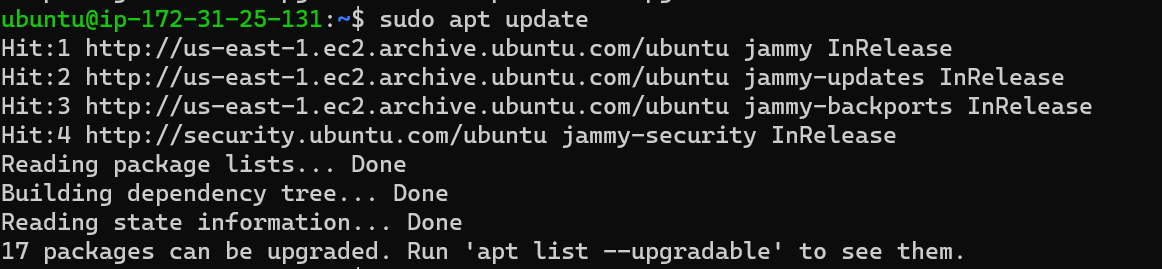 ubuntu@ip-172-31-25-131:~$ sudo apt update
Hit:1 http://us-east-1.ec2.archive.ubuntu.com/ubuntu jammy InRelease
Hit:2 http://us-east-1.ec2.archive.ubuntu.com/ubuntu jammy-updates InRelease
Hit:3 http://us-east-1.ec2.archive.ubuntu.com/ubuntu jammy-backports InRelease
Hit:4 http://security.ubuntu.com/ubuntu jammy-security InRelease
Reading package lists... Done
Building dependency tree... Done
Reading state information... Done
17 packages can be upgraded. Run 'apt list --upgradable' to see them.